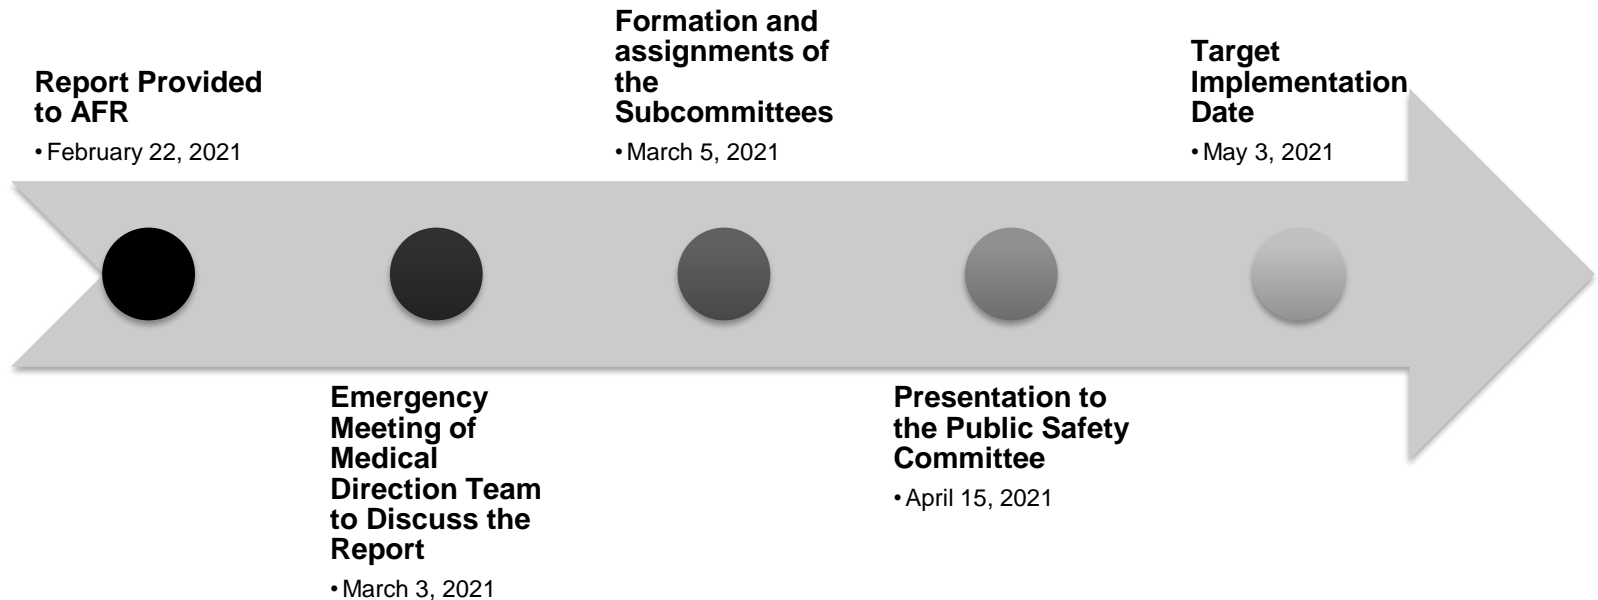 Report Provided
to AFR
• February 22, 2021
Emergency
Meeting of
Medical
Direction Team
to Discuss the
Report
• March 3, 2021
Formation and
assignments of
the
Subcommittees
• March 5, 2021
Presentation to
the Public Safety
Committee
• April 15, 2021
Target
Implementation
Date
• May 3, 2021